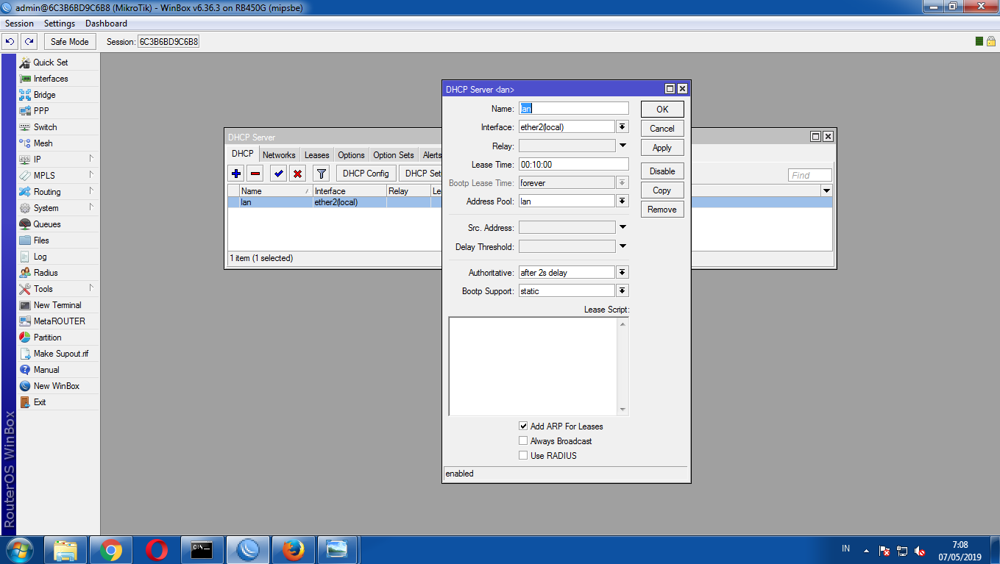 admin@6C3B6BD9C6B8 (MikroTik) - WinBox v6.36.3 on RB450G (mipsbe)
Session Settings Dashboard
Safe Mode Session: 6C3B6BD9C6B8
Quick Set
Interfaces
Bridge
PPP
Switch
Mesh
IP
MPLS
Routing
System
Queues
Files
Log
Radius
Tools
New Terminal
MetaROUTER
Partition
Make Supout.rif
Manual
New WinBox
Exit
RouterOS WinBox
DHCP Server
DHCP Networks Leases Options Option Sets Alerts
DHCP Config DHCP Set
Find
Name Interface Relay Le
lan ether2(local)
1 item (1 selected)
DHCP Server <lan>
Name: lan
Interface: ether2(local)
Relay:
Lease Time: 00:10:00
Bootp Lease Time: forever
Address Pool: lan
Src. Address:
Delay Threshold:
Authoritative: after 2s delay
Bootp Support: static
Lease Script:
Add ARP For Leases
Always Broadcast
Use RADIUS
enabled
OK
Cancel
Apply
Disable
Copy
Remove
C:\.
IN
7:08
07/05/2019